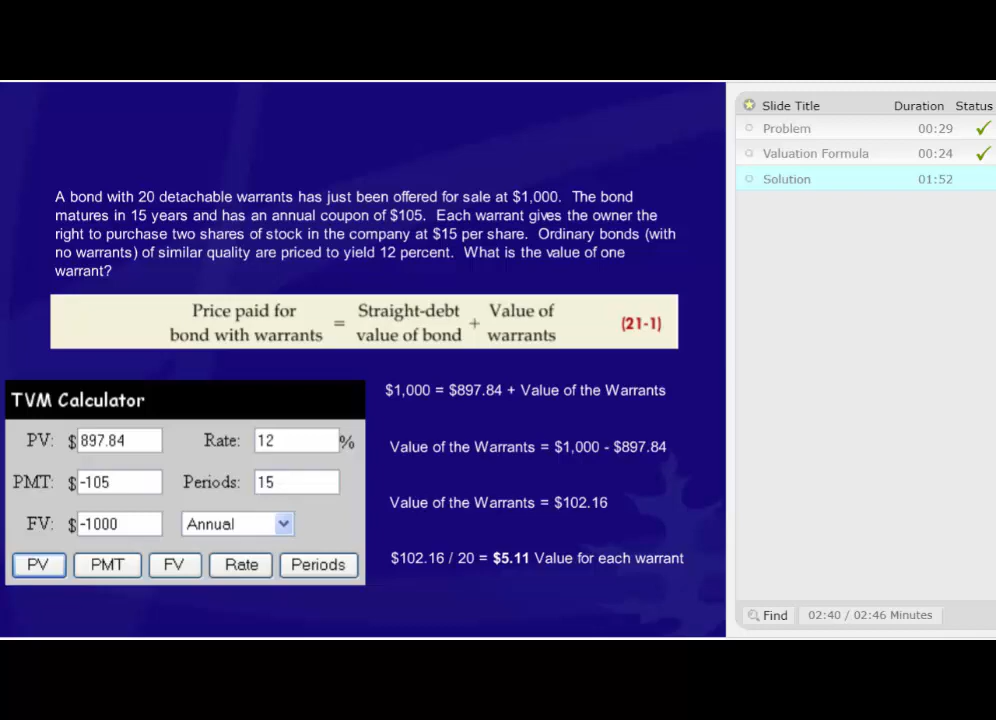 A bond with 20 detachable warrants has just been offered for sale at $1,000. The bond
matures in 15 years and has an annual coupon of $105. Each warrant gives the owner the
right to purchase two shares of stock in the company at $15 per share. Ordinary bonds (with
no warrants) of similar quality are priced to yield 12 percent. What is the value of one
warrant?
Price paid for bond with warrants = Straight-debt value of bond + Value of warrants (21-1)
TVM Calculator
PV: $ 897.84 Rate: 12 %
PMT: $ -105 Periods: 15
FV: $ -1000 Annual
PV PMT FV Rate Periods
$1,000 = $897.84 + Value of the Warrants
Value of the Warrants = $1,000 - $897.84
Value of the Warrants = $102.16
$102.16 / 20 = $5.11 Value for each warrant
Slide Title Duration Status
Problem 00:29
Valuation Formula 00:24
Solution 01:52
Find 02:40 / 02:46 Minutes